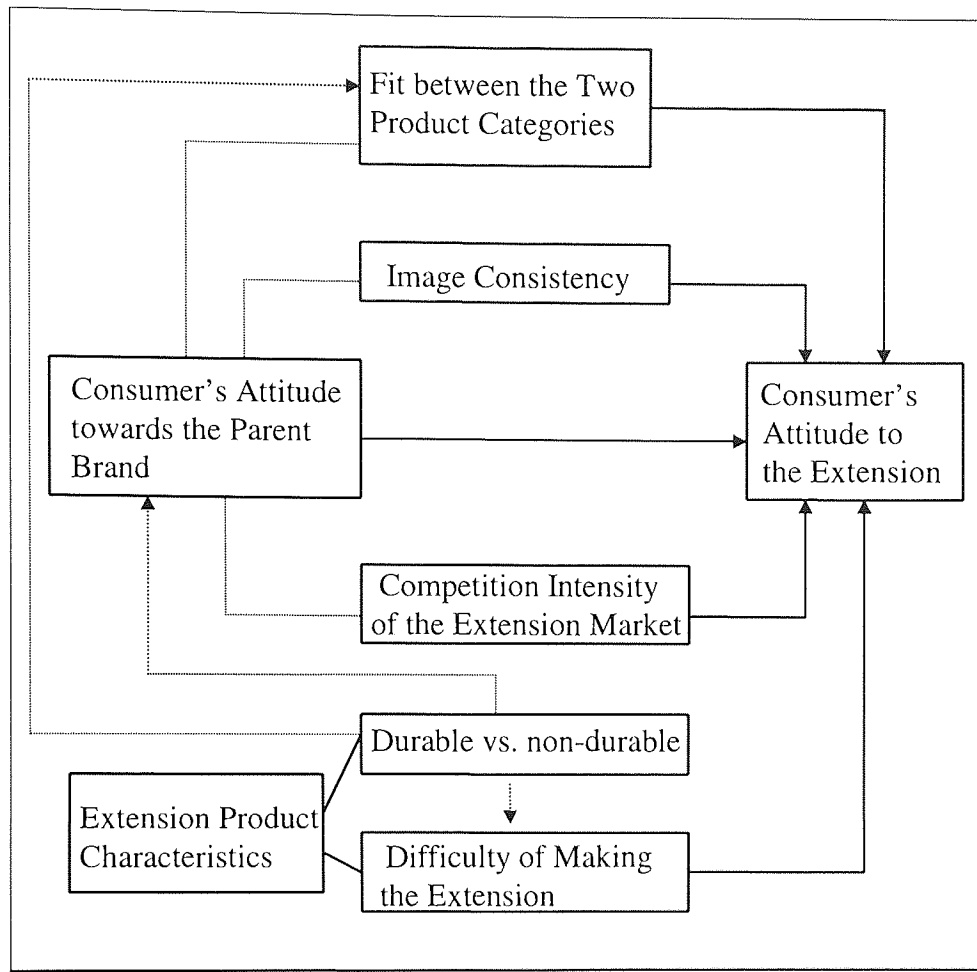 Fit between the Two
Product Categories
Image Consistency
Consumer’s Attitude
towards the Parent
Brand
Consumer’s
Attitude to
the Extension
Competition Intensity
of the Extension Market
Durable vs. non-durable
Extension Product
Characteristics
Difficulty of Making
the Extension